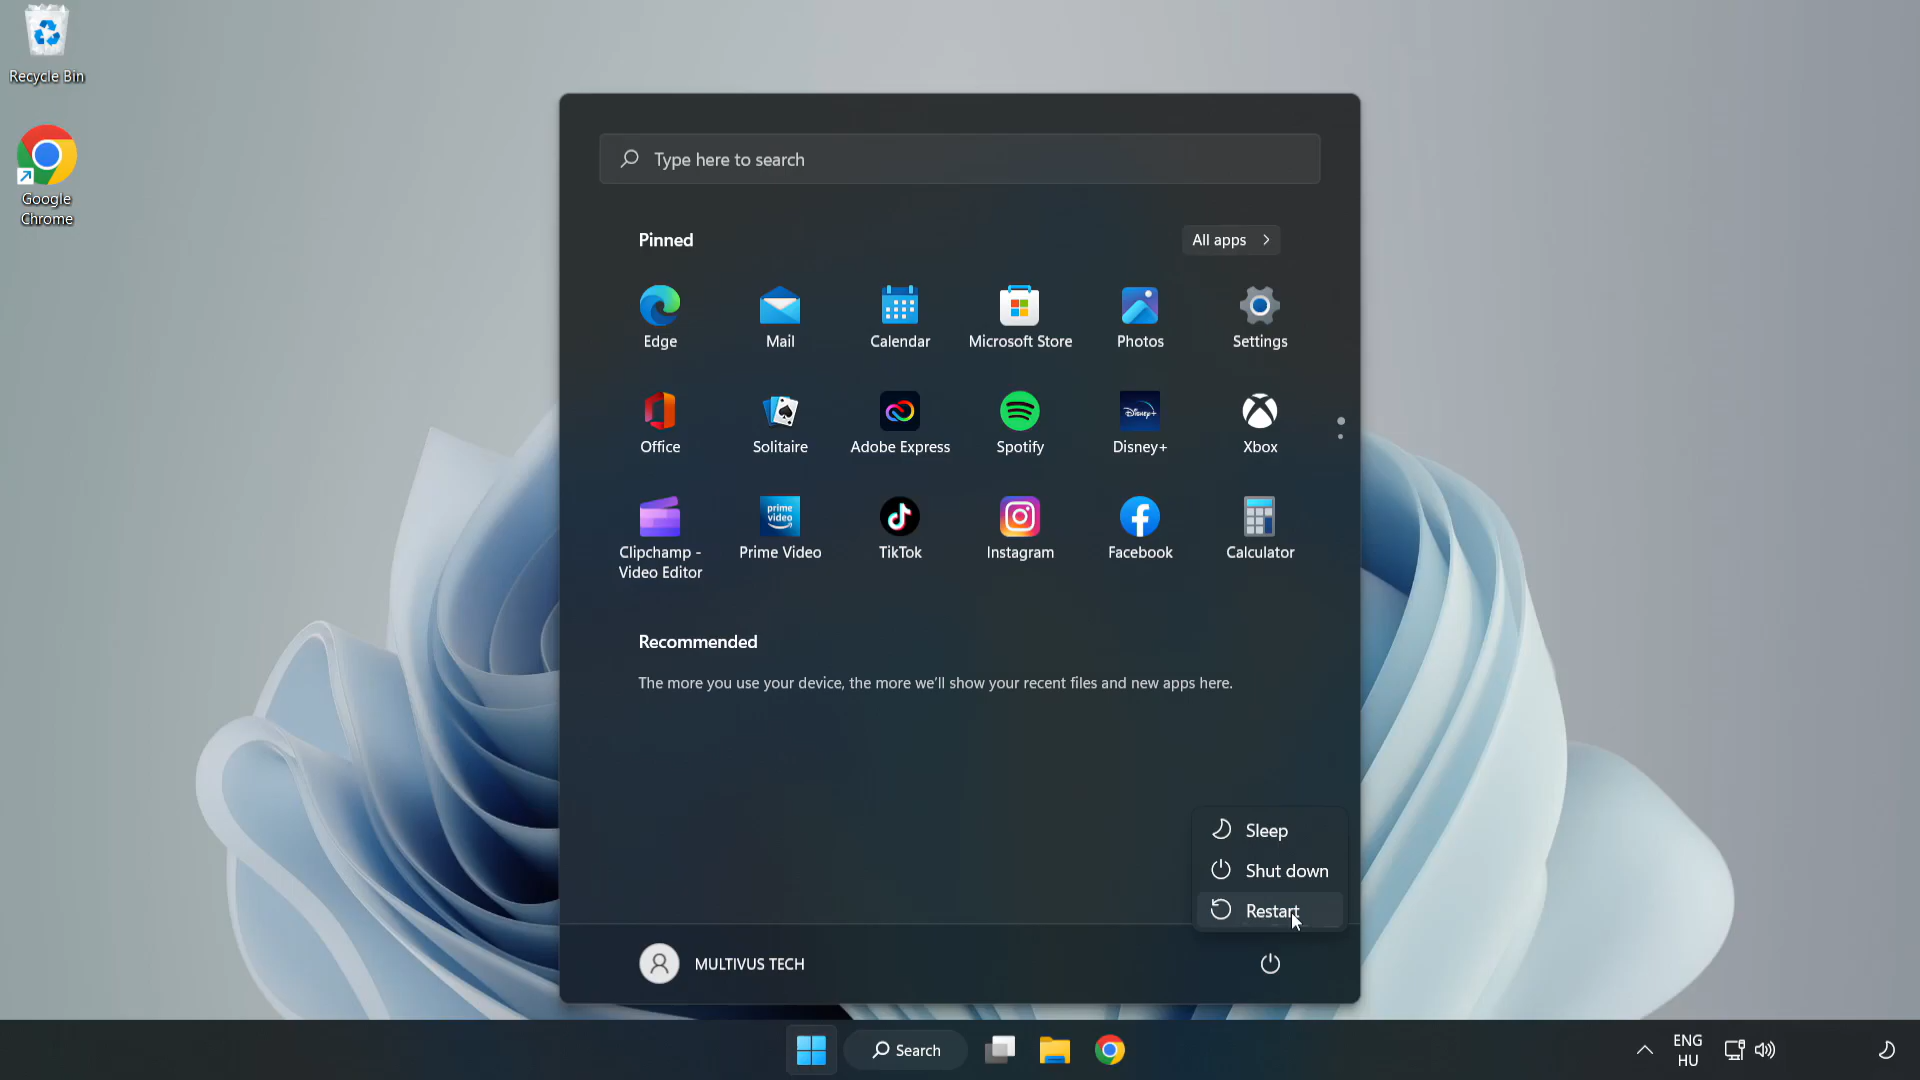 Recycle Bin
Google
Chrome
Type here to search
Pinned
All apps
Edge
Mail
Calendar
Microsoft Store
Photos
Settings
Office
Solitaire
Adobe Express
Spotify
Disney+
Disney+
Xbox
prime
video
Clipchamp -
Video Editor
Prime Video
TikTok
Instagram
Facebook
Calculator
Recommended
The more you use your device, the more we'll show your recent files and new apps here.
Sleep
Shut down
Restart
MULTIVUS TECH
Search
ENG
HU